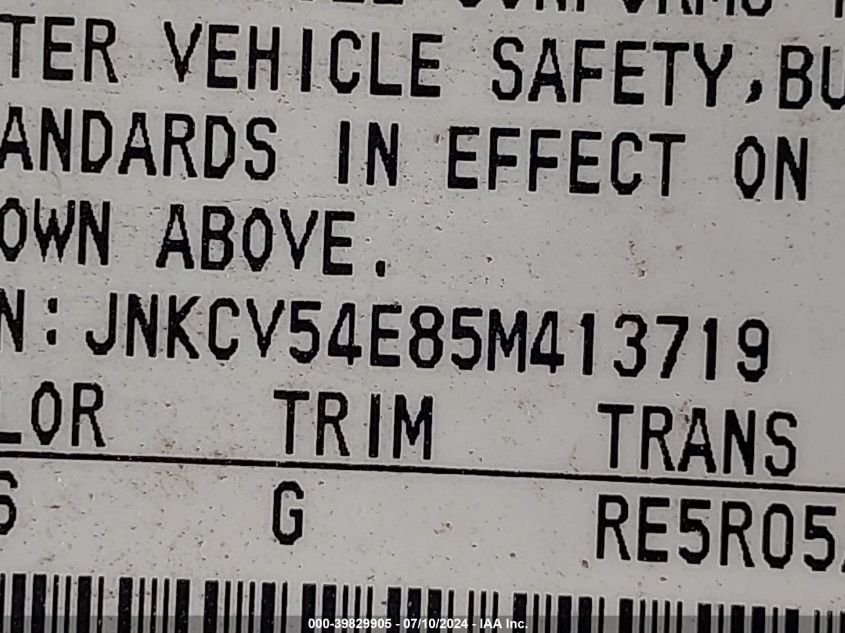 CONFORMS
TER VEHICLE SAFETY,BU
ANDARDS IN EFFECT ON
OWN ABOVE.
N:JNKCV54E85M413719
LOR TRIM TRANS
G RE5R05
000-39829905 - 07/10/2024 - IAA Inc.